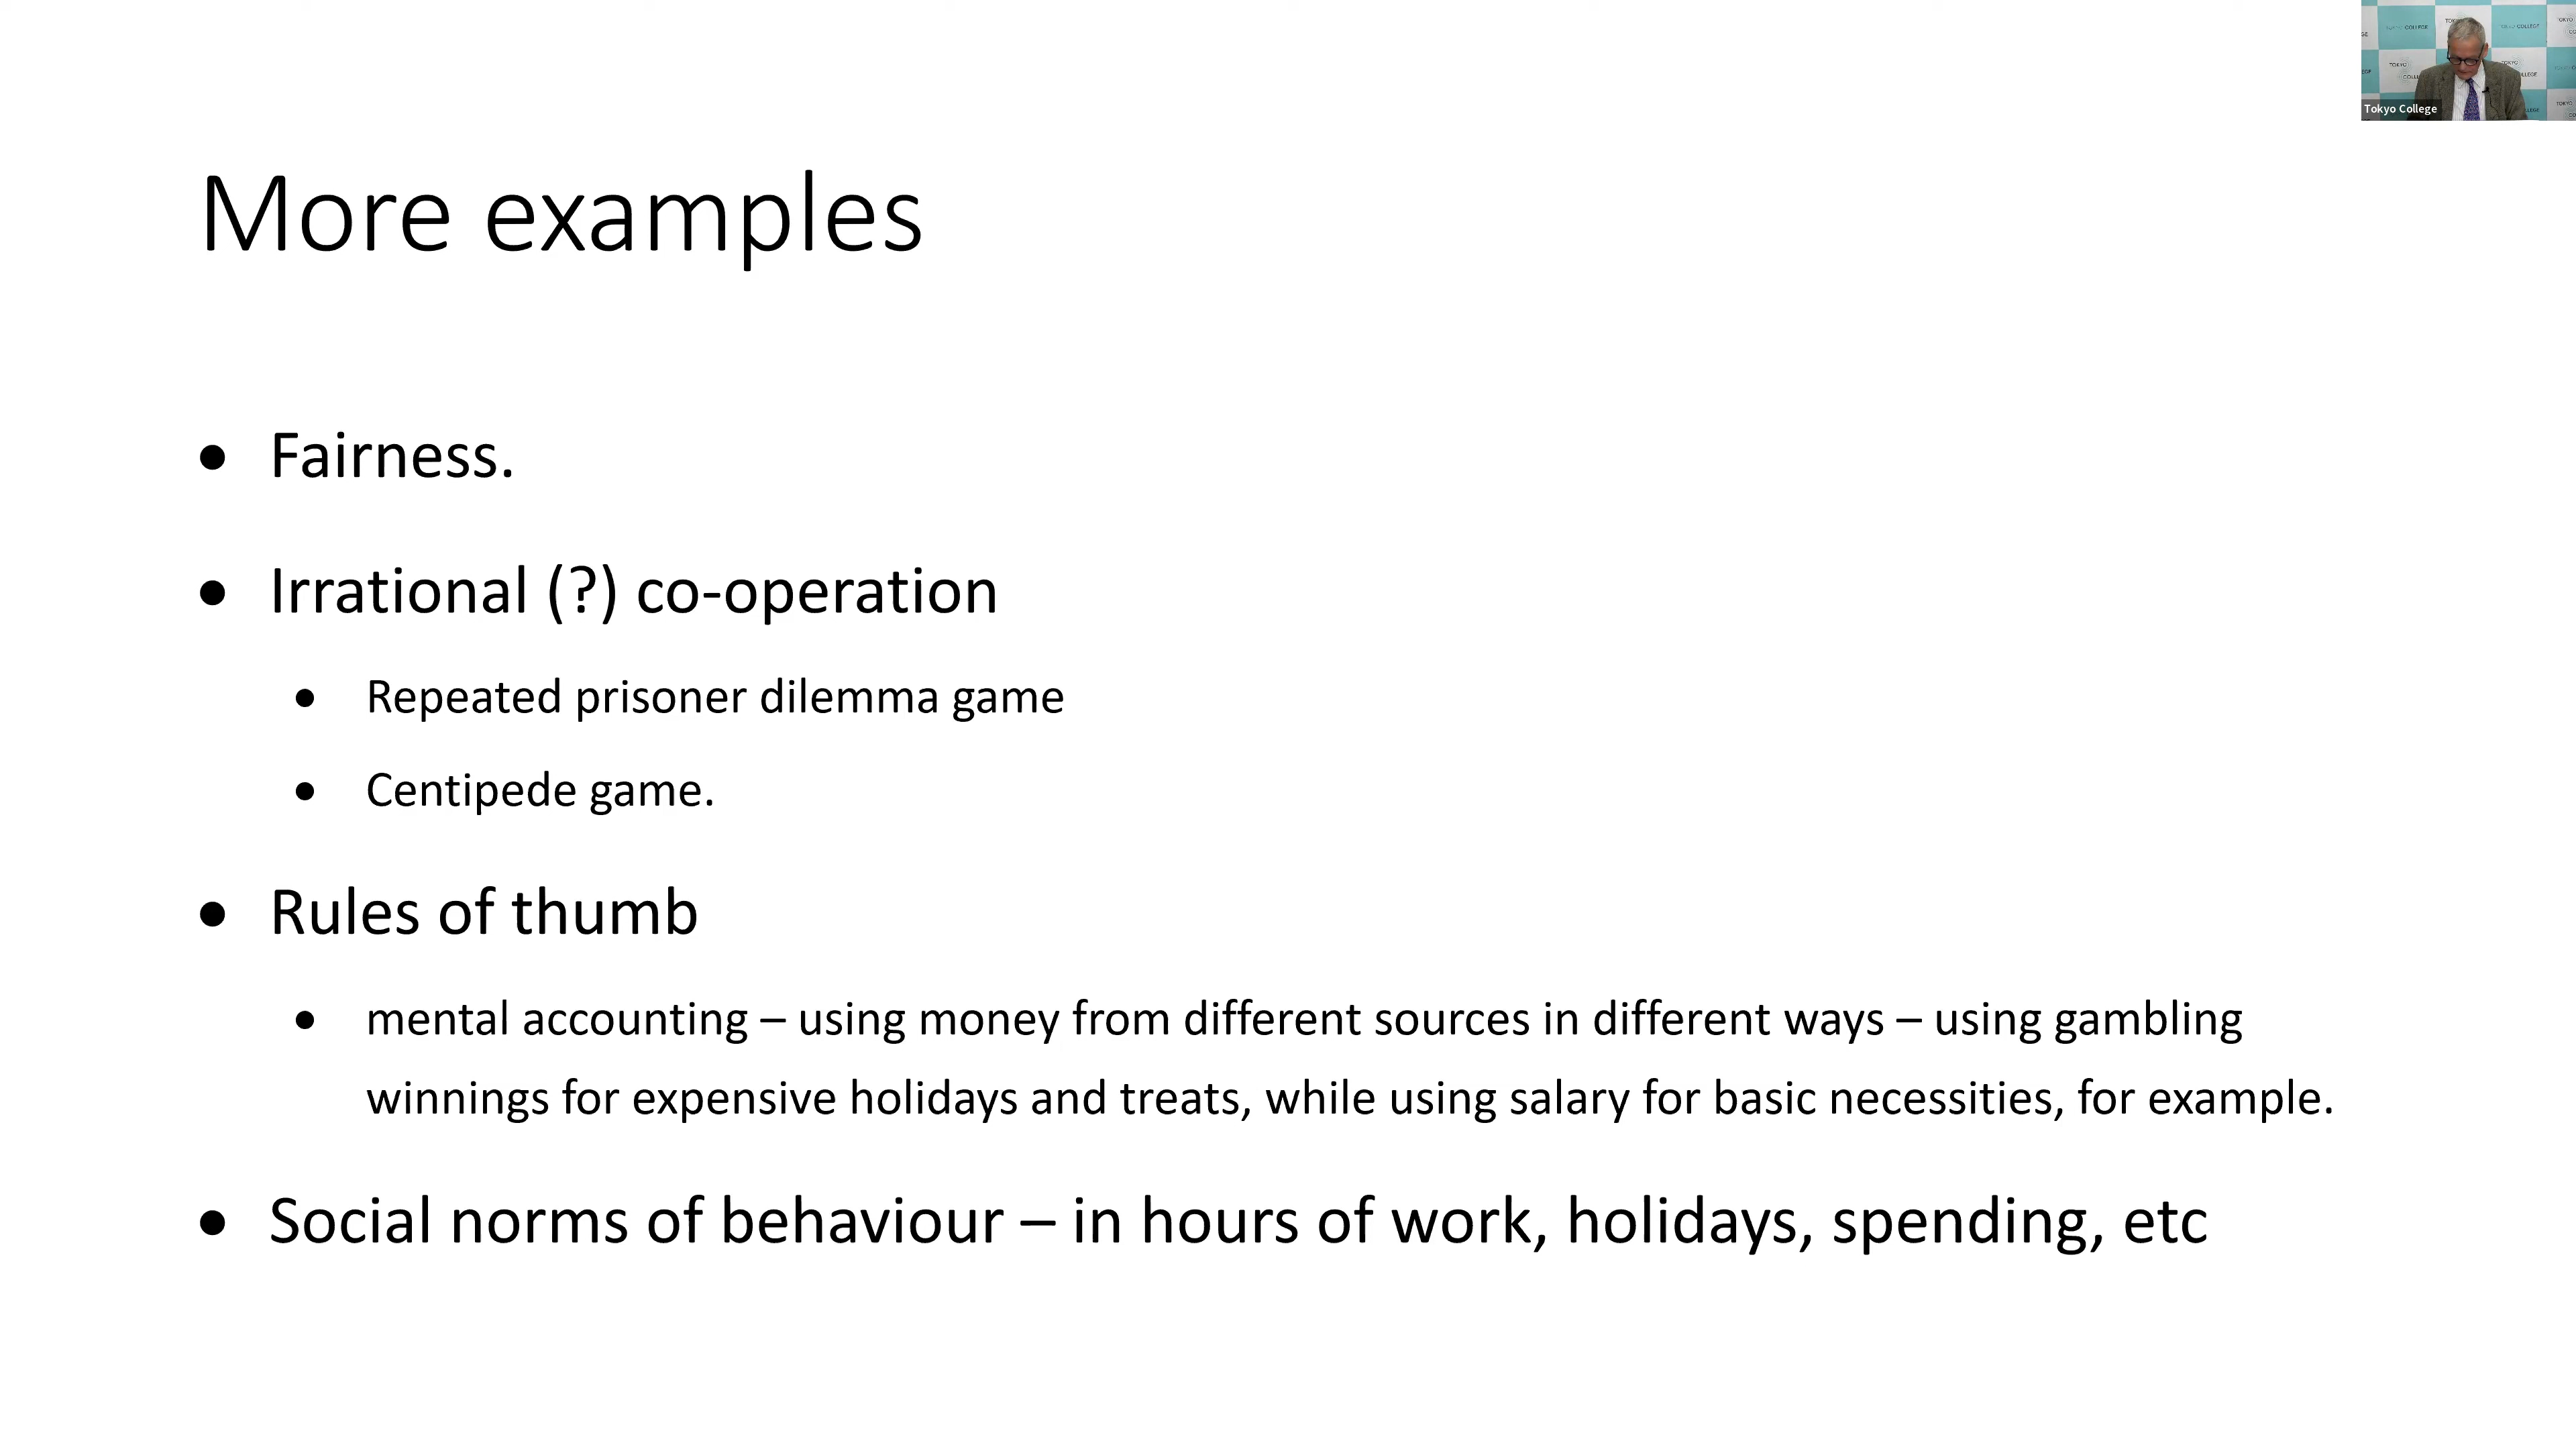 Tokyo College
More examples
• Fairness.
• Irrational (?) co-operation
• Repeated prisoner dilemma game
• Centipede game.
• Rules of thumb
• mental accounting – using money from different sources in different ways – using gambling
winnings for expensive holidays and treats, while using salary for basic necessities, for example.
• Social norms of behaviour – in hours of work, holidays, spending, etc